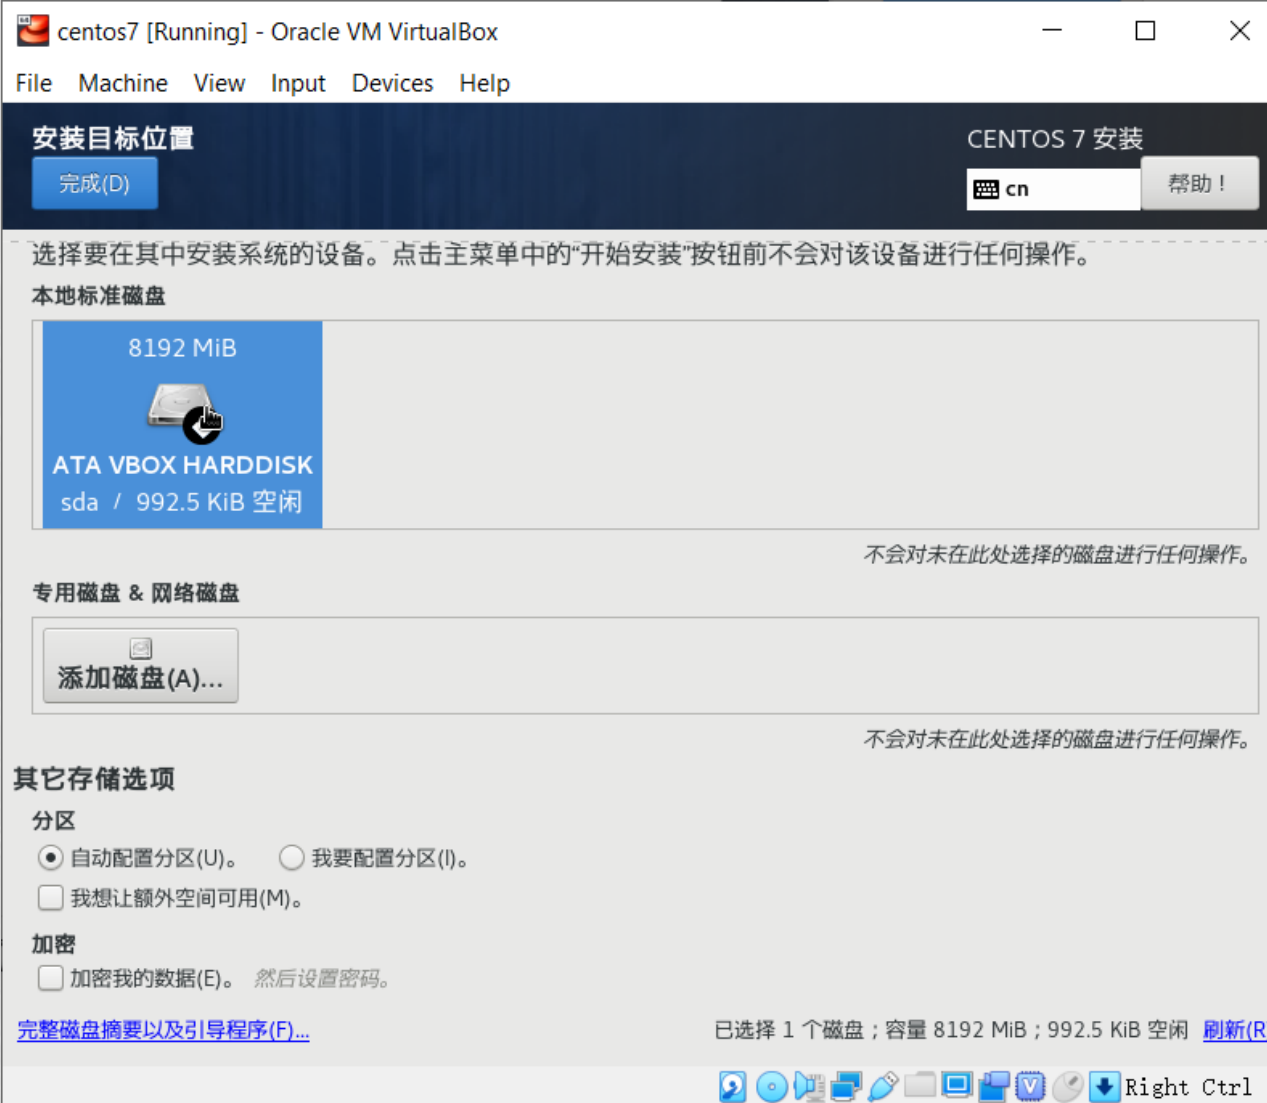 centos7 [Running] - Oracle VM VirtualBox
File Machine View Input Devices Help
安装目标位置
CENTOS 7 安装
完成(D)
cn
帮助！
选择要在其中安装系统的设备。点击主菜单中的“开始安装”按钮前不会对该设备进行任何操作。
本地标准磁盘
8192 MiB
ATA VBOX HARDDISK
sda / 992.5 KiB 空闲
不会对未在此处选择的磁盘进行任何操作。
专用磁盘 & 网络磁盘
添加磁盘(A)...
不会对未在此处选择的磁盘进行任何操作。
其它存储选项
分区
自动配置分区(U)。 我要配置分区(I)。
我想让额外空间可用(M)。
加密
加密我的数据(E)。 然后设置密码。
完整磁盘摘要以及引导程序(F)...
已选择 1 个磁盘；容量 8192 MiB；992.5 KiB 空闲 刷新(R
Right Ctrl